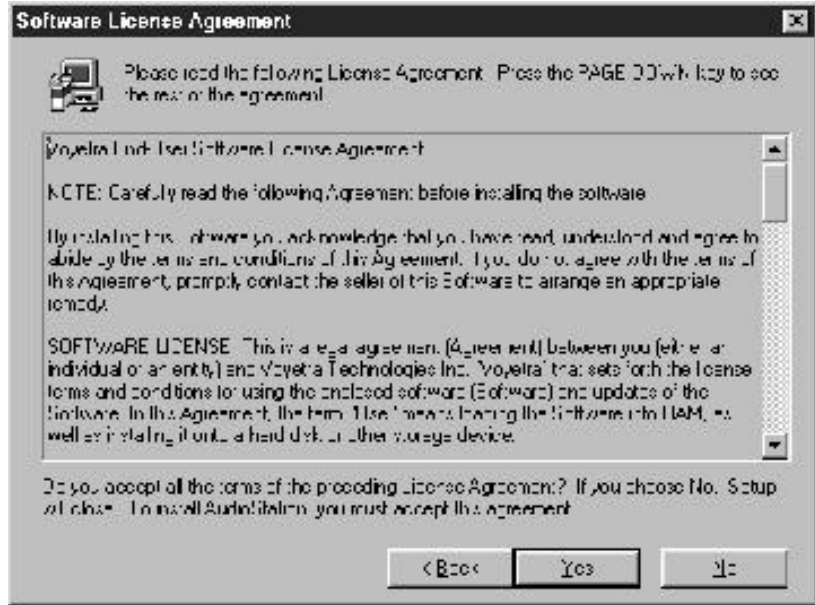 Software License Agreement
Please read the following License Agreement. Press the PAGE DOWN key to see
the rest of the agreement.
Voyetra End-User Software License Agreement
NOTE: Carefully read the following Agreement before installing the software.
By installing this Software you acknowledge that you have read, understood and agree to
abide by the terms and conditions of this Agreement. If you do not agree with the terms of
this Agreement, promptly contact the seller of this Software to arrange an appropriate
remedy.
SOFTWARE LICENSE. This is a legal agreement (Agreement) between you (either an
individual or an entity) and Voyetra Technologies Inc. 'Voyetra' that sets forth the license
terms and conditions for using the enclosed software (Software) and updates of the
Software. In this Agreement, the term "Use" means loading the Software into RAM, as
well as installing it onto a hard disk or other storage device.
Do you accept all the terms of the preceding License Agreement? If you choose No, Setup
will close. To install AudioStation, you must accept this agreement.
< Back
Yes
No